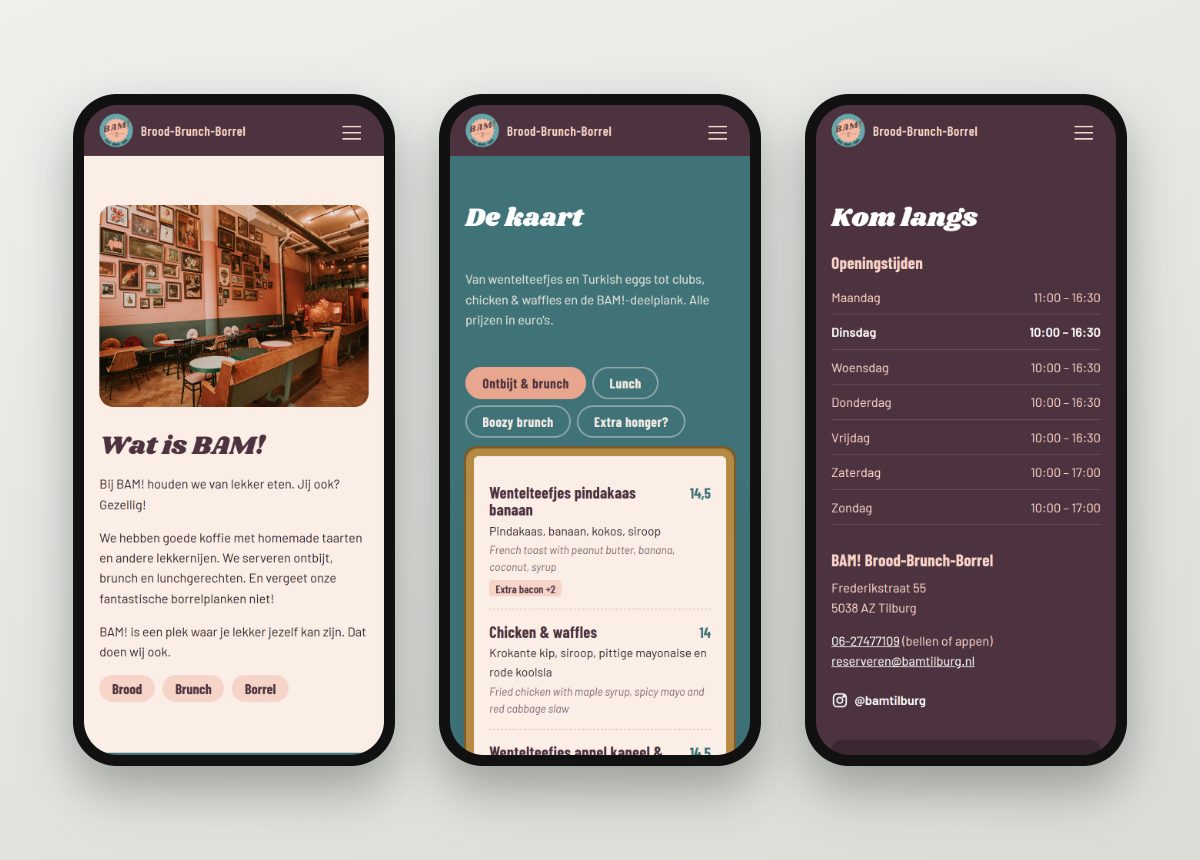 BAM!
Brood-Brunch-Borrel
Wat is BAM!
Bij BAM! houden we van lekker eten. Jij ook?
Gezellig!
We hebben goede koffie met homemade taarten
en andere lekkernijen. We serveren ontbijt,
brunch en lunchgerechten. En vergeet onze
fantastische borrelplanken niet!
BAM! is een plek waar je lekker jezelf kan zijn. Dat
doen wij ook.
Brood
Brunch
Borrel
BAM!
Brood-Brunch-Borrel
De kaart
Van wentelteefjes en Turkish eggs tot clubs,
chicken & waffles en de BAM!-deelplank. Alle
prijzen in euro's.
Ontbijt & brunch
Lunch
Boozy brunch
Extra honger?
Wentelteefjes pindakaas 14,5
banaan
Pindakaas, banaan, kokos, siroop
French toast with peanut butter, banana,
coconut, syrup
Extra bacon +2
Chicken & waffles 14
Krokante kip, siroop, pittige mayonaise en
rode koolsla
Fried chicken with maple syrup, spicy mayo and
red cabbage slaw
Wentelteefjes appel kaneel & 14,5
BAM!
Brood-Brunch-Borrel
Kom langs
Openingstijden
Maandag 11:00 – 16:30
Dinsdag 10:00 – 16:30
Woensdag 10:00 – 16:30
Donderdag 10:00 – 16:30
Vrijdag 10:00 – 16:30
Zaterdag 10:00 – 17:00
Zondag 10:00 – 17:00
BAM! Brood-Brunch-Borrel
Frederikstraat 55
5038 AZ Tilburg
06-27477109 (bellen of appen)
reserveren@bamtilburg.nl
@bamtilburg